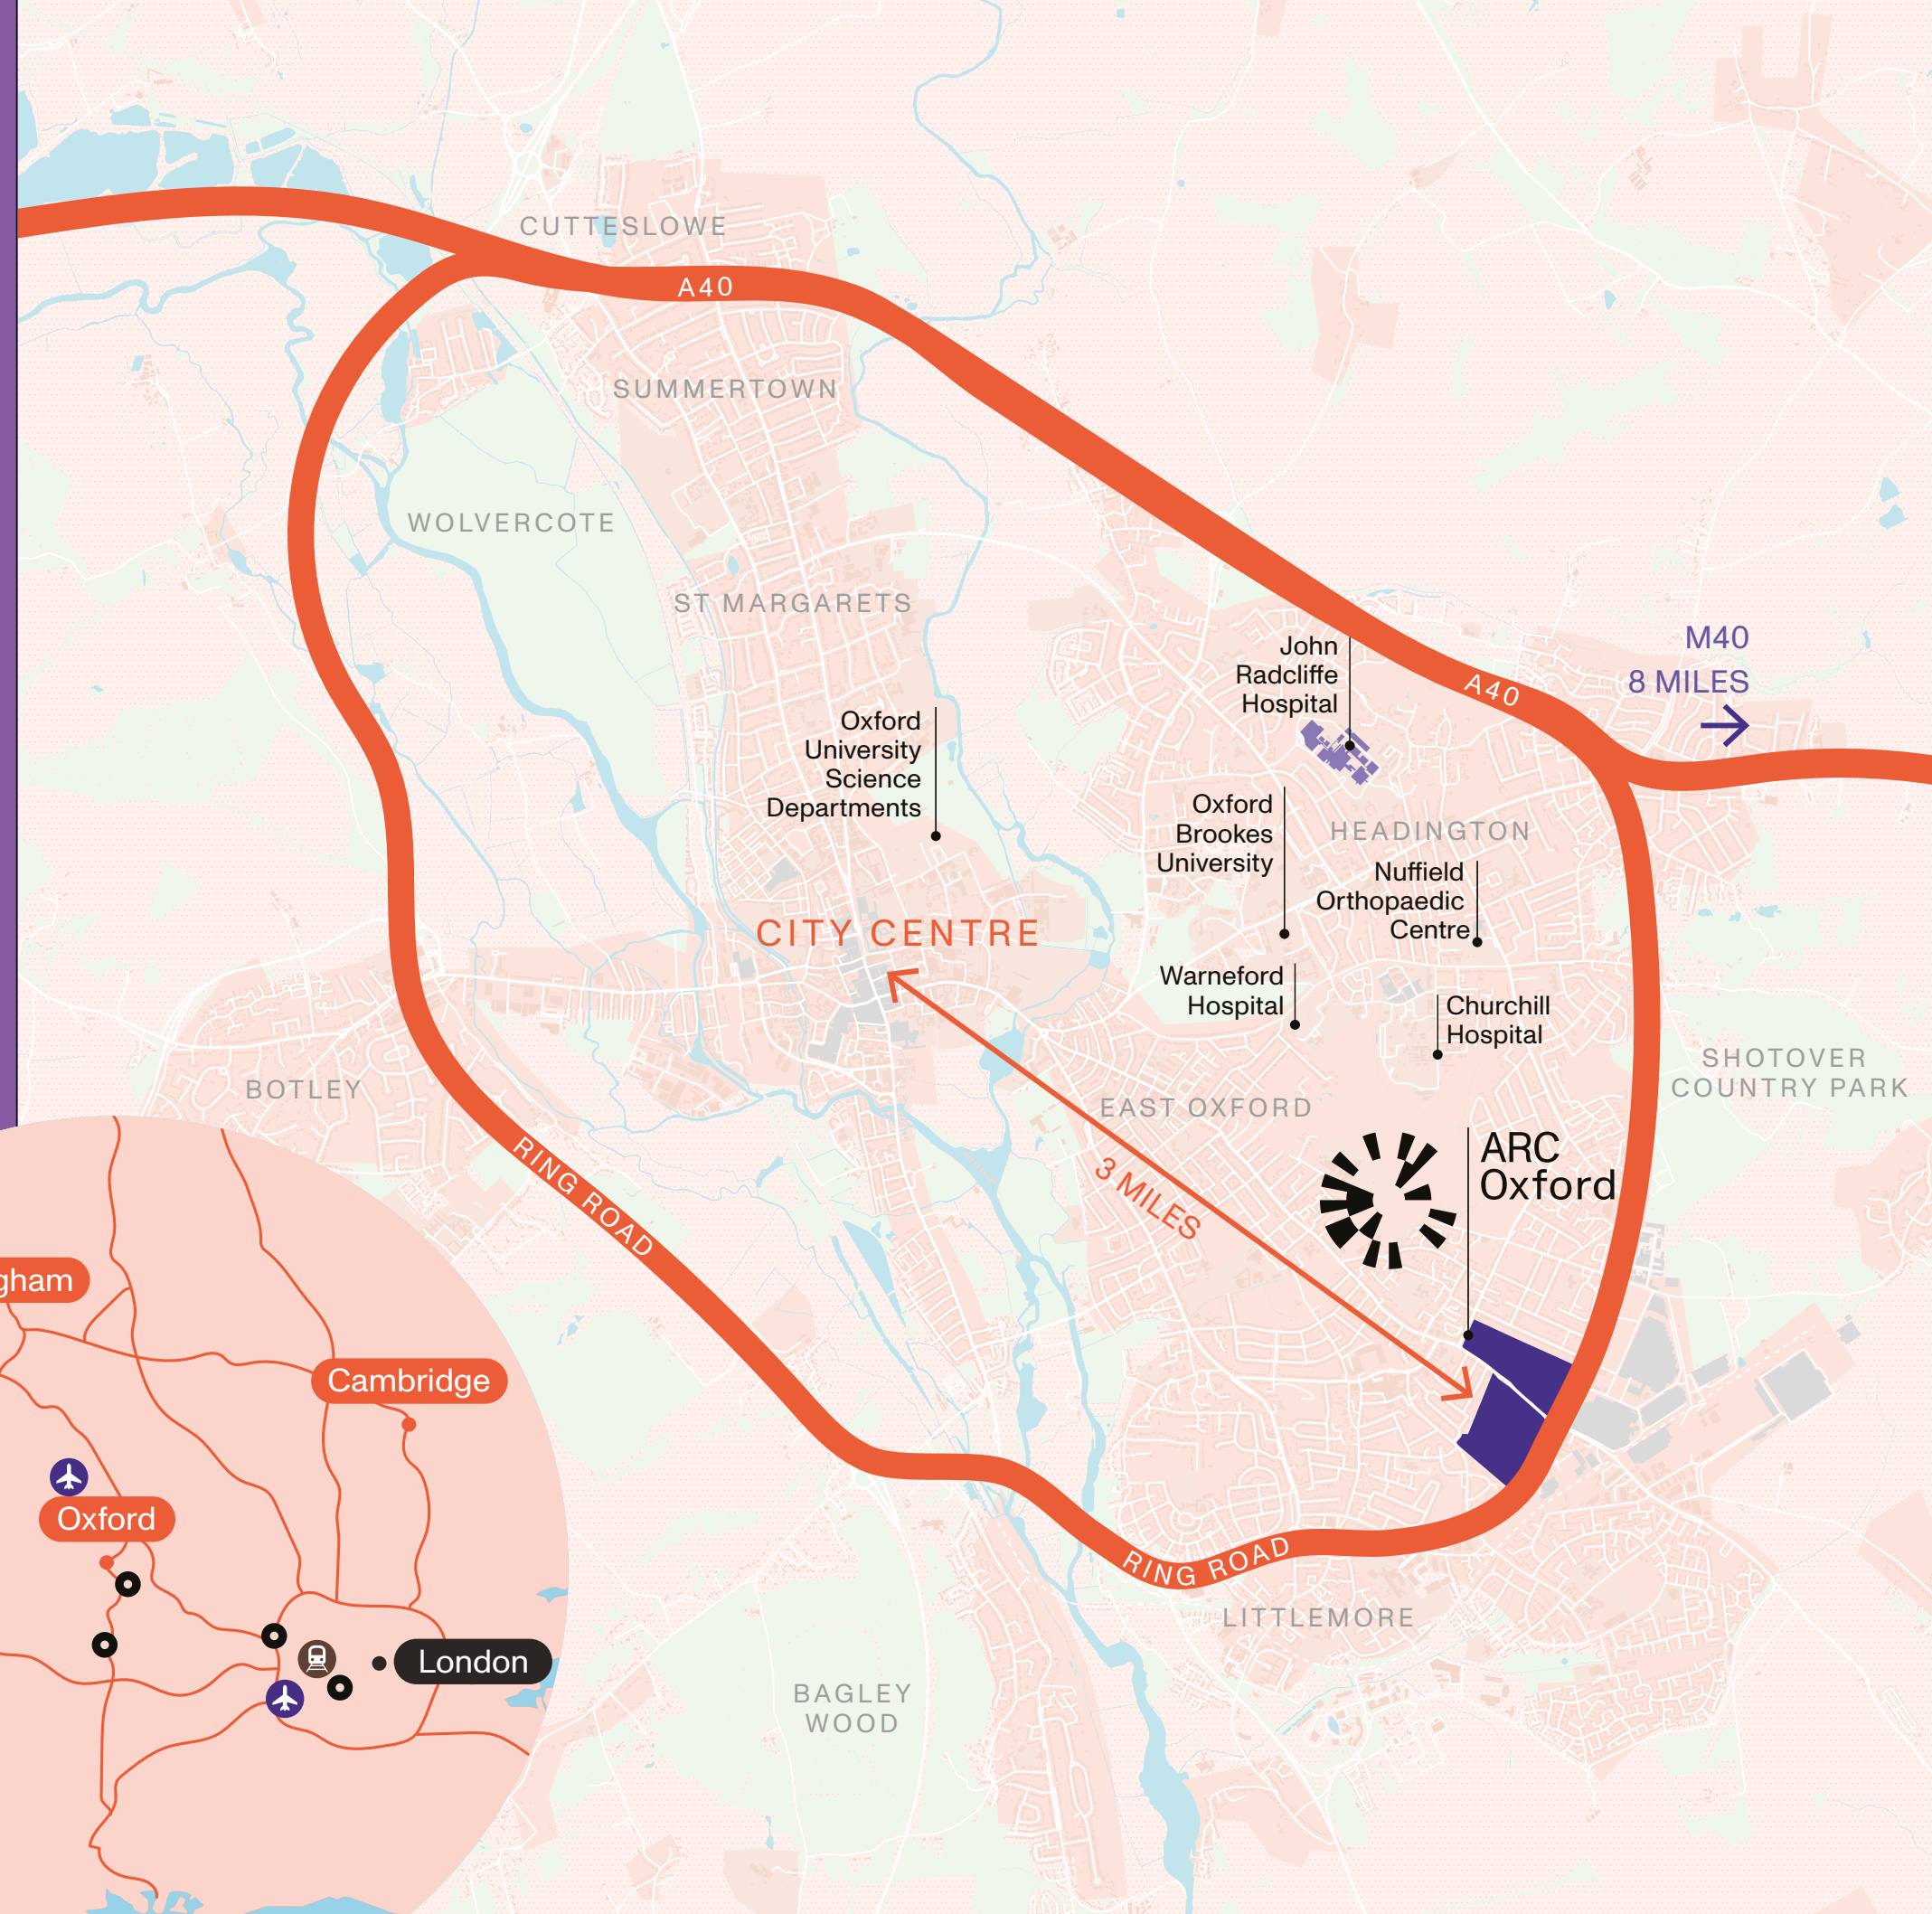 CUTTESLOWE
A40
SUMMERTOWN
WOLVERCOTE
ST MARGARETS
John
Radcliffe
Hospital
A40
M40
8 MILES
Oxford
University
Science
Departments
Oxford
Brookes
University
HEADINGTON
Nuffield
Orthopaedic
Centre
CITY CENTRE
Warneford
Hospital
Churchill
Hospital
SHOTOVER
COUNTRY PARK
BOTLEY
EAST OXFORD
RING ROAD
3 MILES
ARC
Oxford
gham
Cambridge
Oxford
London
RING ROAD
LITTLEMORE
BAGLEY
WOOD